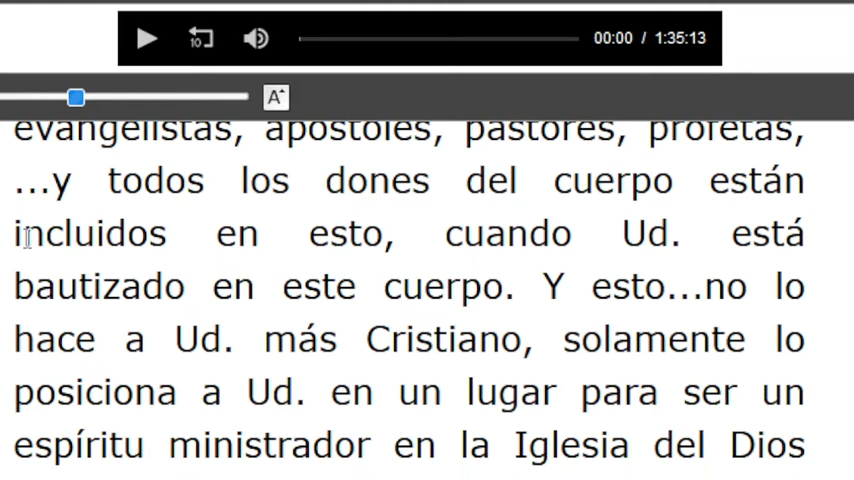 10
00:00 / 1:35:13
A
evangelistas, apóstoles, pastores, profetas,
...y todos los dones del cuerpo están
incluidos en esto, cuando Ud. está
bautizado en este cuerpo. Y esto...no lo
hace a Ud. más Cristiano, solamente lo
posiciona a Ud. en un lugar para ser un
espíritu ministrador en la Iglesia del Dios